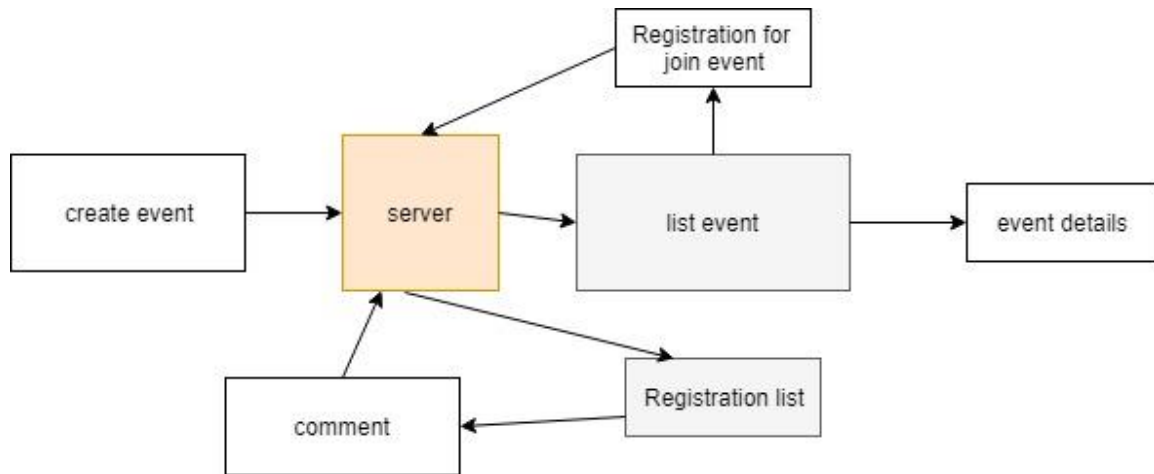 Registration for
join event
create event
server
list event
event details
Registration list
comment